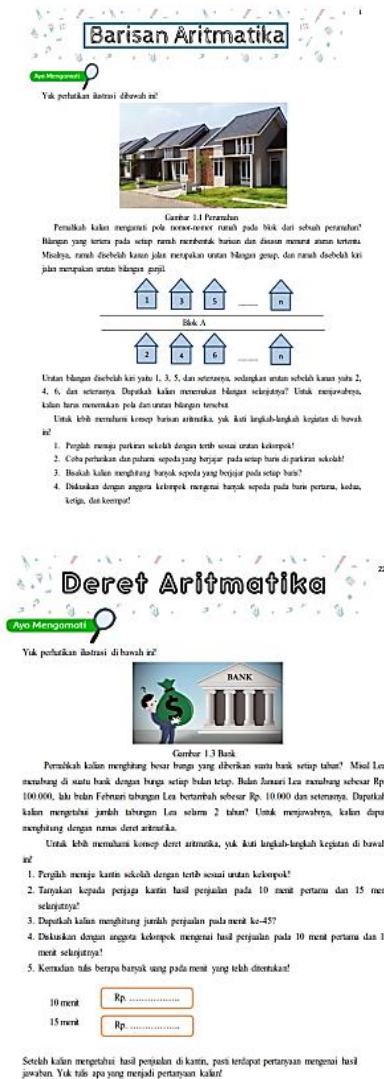 1
Barisan Aritmatika
Ayo Mengamati
Yuk perhatikan ilustrasi dibawah ini!
Gambar 1.1 Perumahan
Pernahkah kalian mengamati pola nomor-nomor rumah pada blok dari sebuah perumahan?
Bilangan yang tertera pada setiap rumah membentuk barisan dan disusun menurut aturan tertentu.
Misalnya, rumah disebelah kanan jalan merupakan urutan bilangan genap, dan rumah disebelah kiri
jalan merupakan urutan bilangan ganjil.
1 3 5 ........ n
Blok A
2 4 6 ........ n
Urutan bilangan disebelah kiri yaitu 1, 3, 5, dan seterusnya, sedangkan urutan sebelah kanan yaitu 2,
4, 6, dan seterusnya. Dapatkah kalian menemukan bilangan selanjutnya? Untuk menjawabnya,
kalian harus menemukan pola dari urutan bilangan tersebut.
Untuk lebih memahami konsep barisan aritmatika, yuk ikuti langkah-langkah kegiatan di bawah
ini!
1. Pergilah menuju parkiran sekolah dengan tertib sesuai urutan kelompok!
2. Coba perhatikan dan pahami sepeda yang berjajar pada setiap baris di parkiran sekolah!
3. Bisakah kalian menghitung banyak sepeda yang berjajar pada setiap baris?
4. Diskusikan dengan anggota kelompok mengenai banyak sepeda pada baris pertama, kedua,
ketiga, dan keempat!
22
Deret Aritmatika
Ayo Mengamati
Yuk perhatikan ilustrasi di bawah ini!
BANK
$
Gambar 1.3 Bank
Pernahkah kalian menghitung besar bunga yang diberikan suatu bank setiap tahun? Misal Lea
menabung di suatu bank dengan bunga setiap bulan tetap. Bulan Januari Lea menabung sebesar Rp
100.000, lalu bulan Februari tabungan Lea bertambah sebesar Rp. 10.000 dan seterusnya. Dapatkah
kalian mengetahui jumlah tabungan Lea selama 2 tahun? Untuk menjawabnya, kalian dapat
menghitung dengan rumus deret aritmatika.
Untuk lebih memahami konsep deret aritmatika, yuk ikuti langkah-langkah kegiatan di bawah
ini!
1. Pergilah menuju kantin sekolah dengan tertib sesuai urutan kelompok!
2. Tanyakan kepada penjaga kantin hasil penjualan pada 10 menit pertama dan 15 men
selanjutnya!
3. Dapatkah kalian menghitung jumlah penjualan pada menit ke-45?
4. Diskusikan dengan anggota kelompok mengenai hasil penjualan pada 10 menit pertama dan 1
menit selanjutnya!
5. Kemudian tulis berapa banyak uang pada menit yang telah ditentukan!
10 menit Rp. ....................
15 menit Rp. ....................
Setelah kalian mengetahui hasil penjualan di kantin, pasti terdapat pertanyaan mengenai hasil
jawaban. Yuk tulis apa yang menjadi pertanyaan kalian!